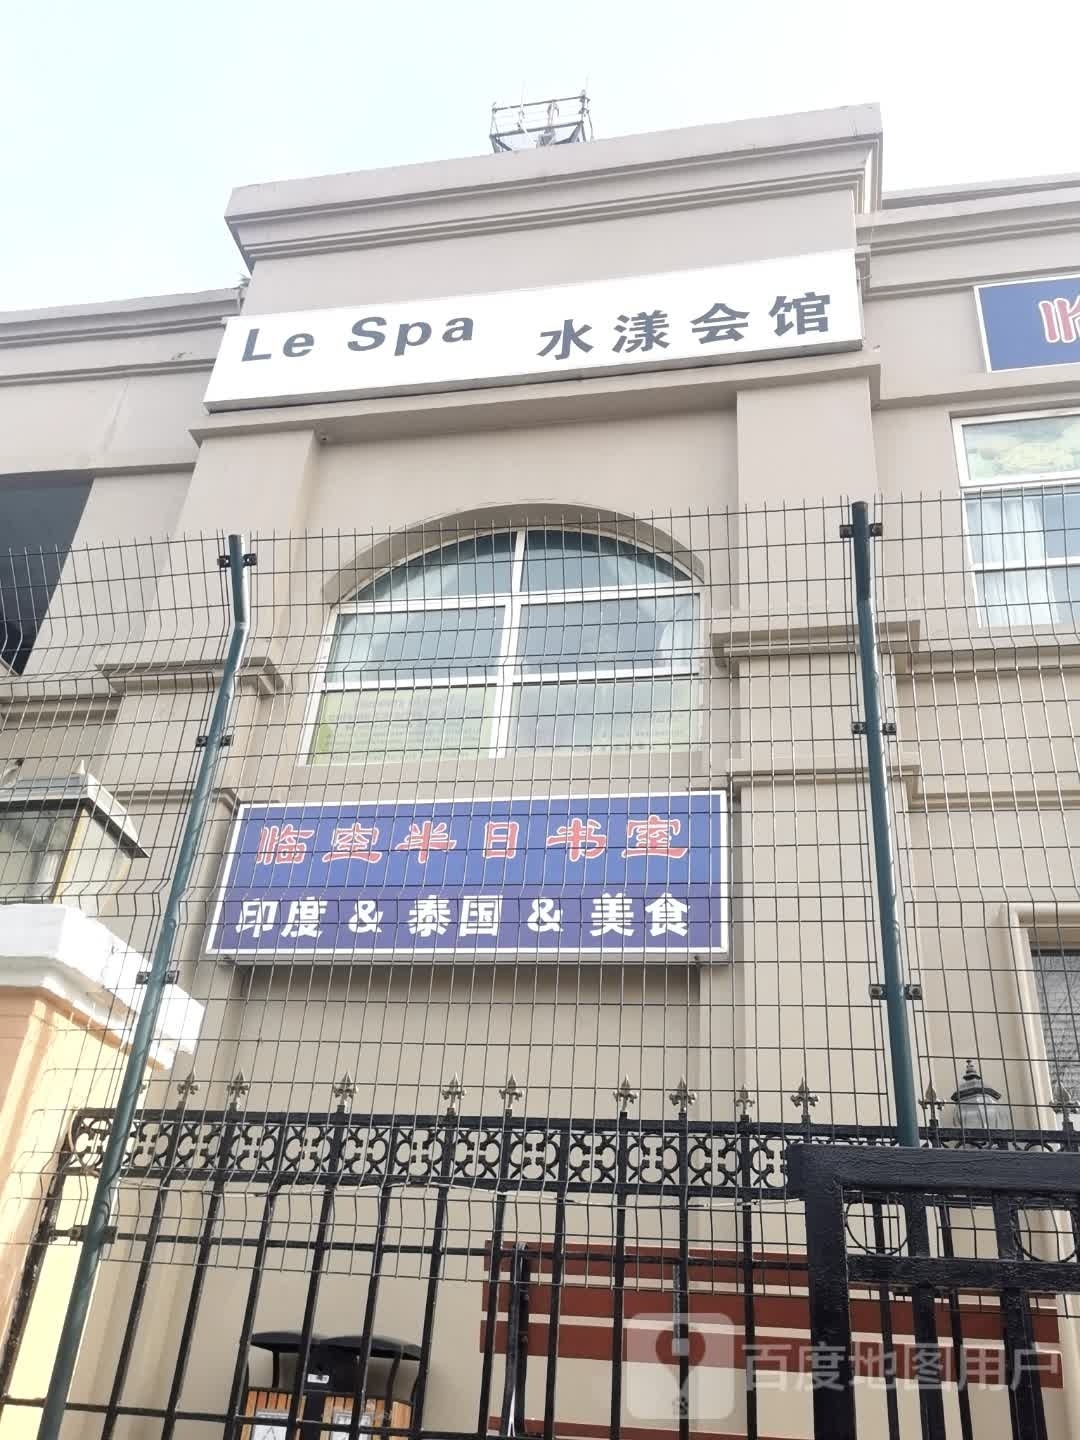 Le Spa 水漾会馆
临
临空半日书室
印度 & 泰国 & 美食
百度地图用户